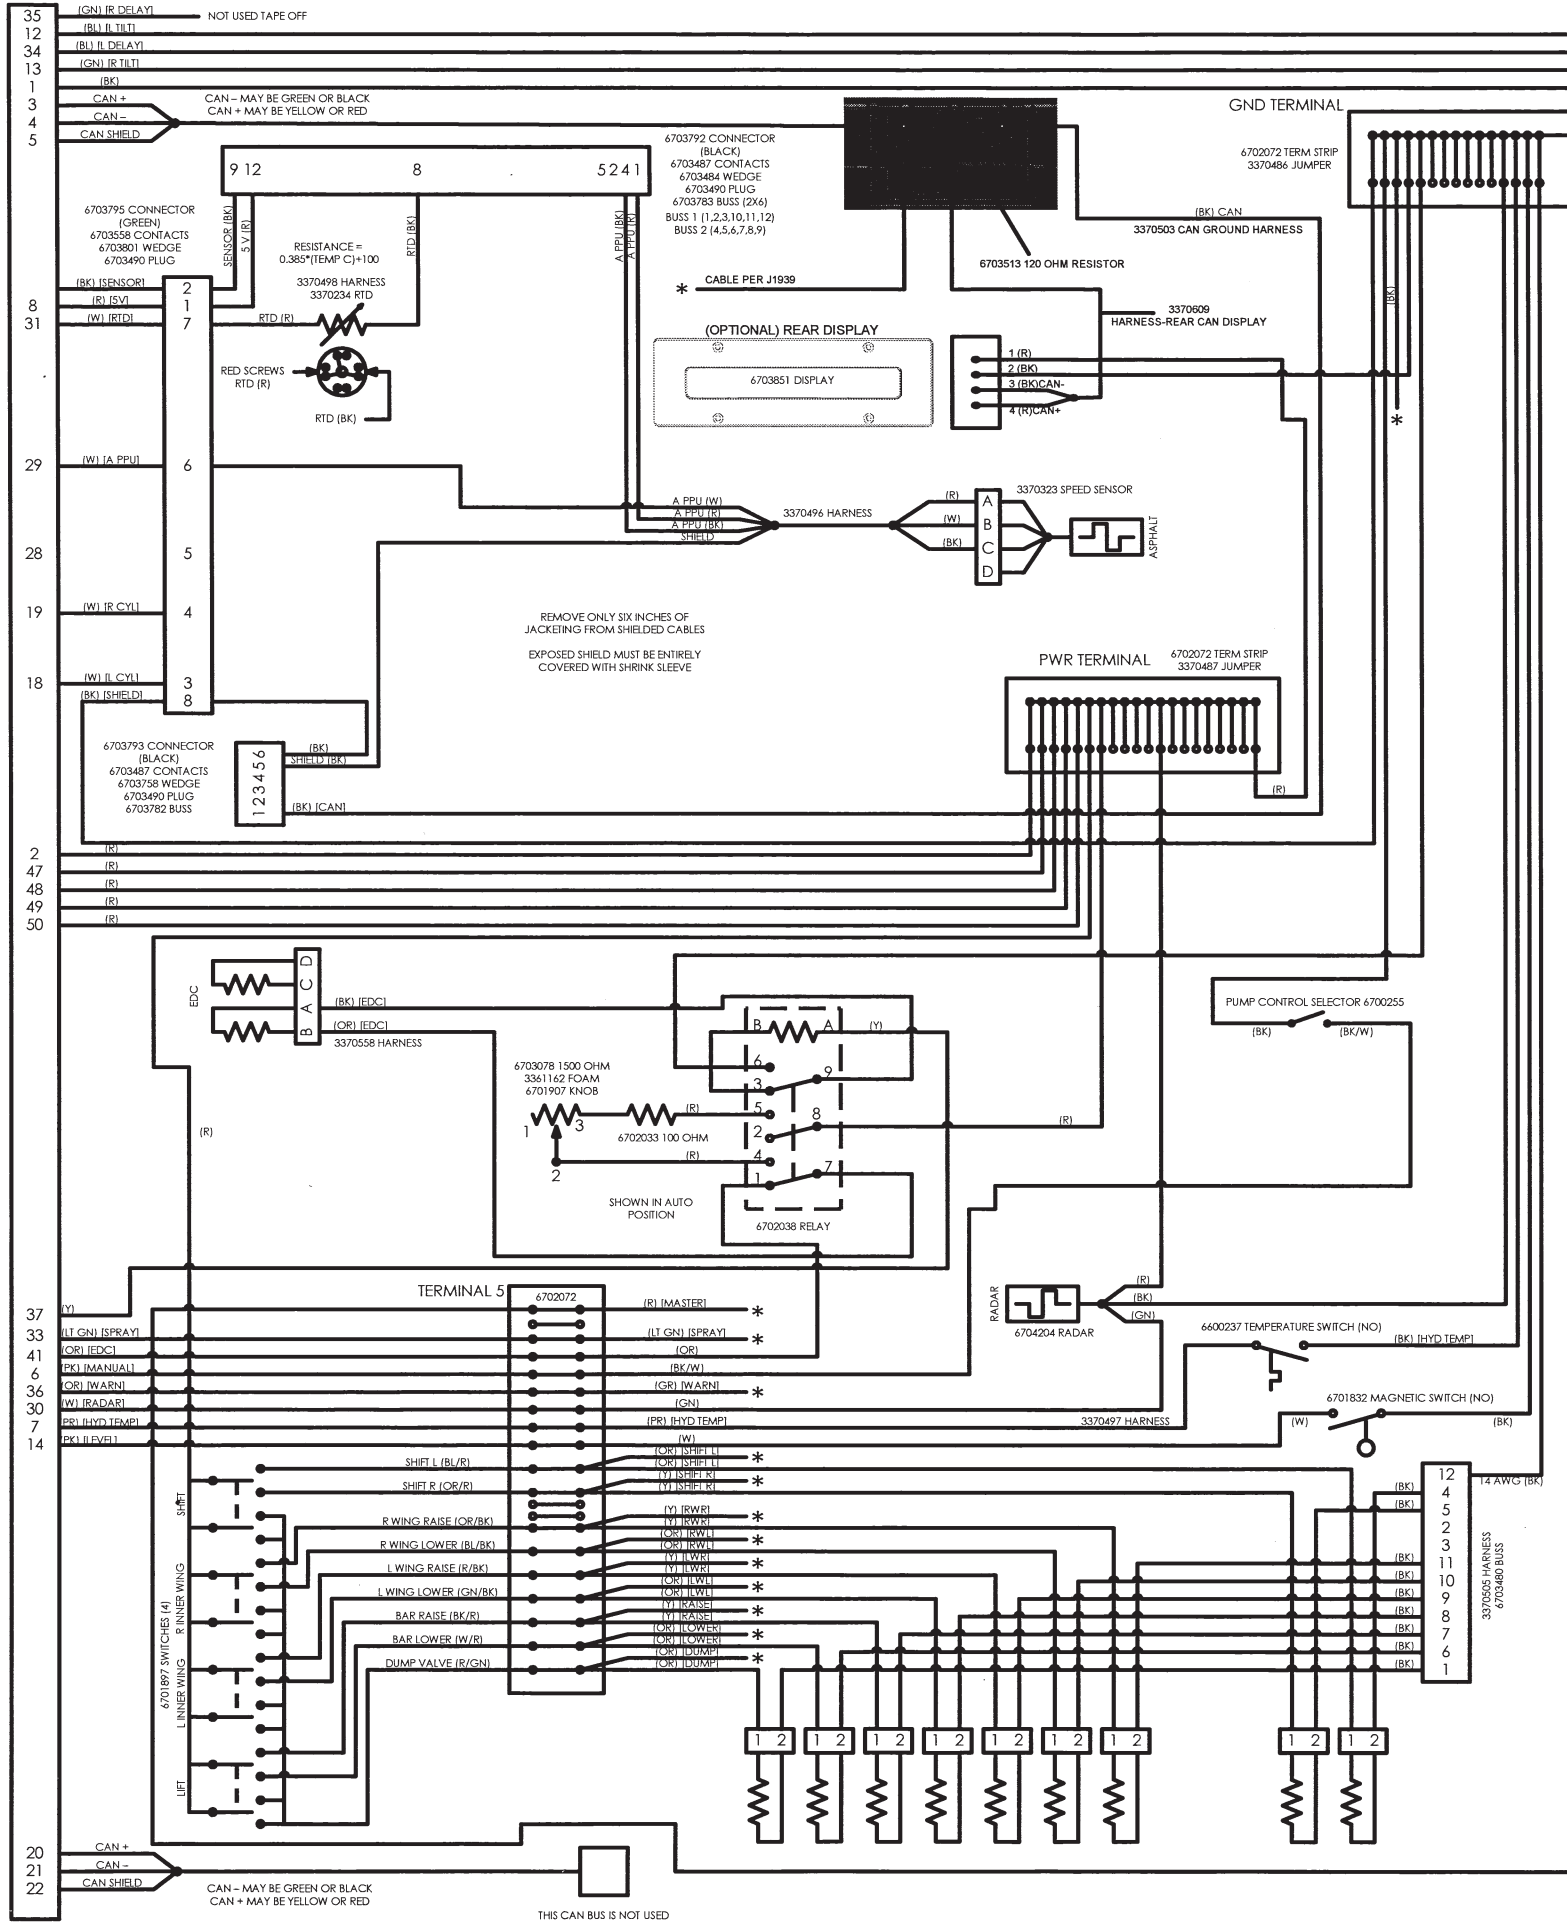 35 (GN) [R DELAY] NOT USED TAPE OFF
12 (BL) [L TILT]
34 (BL) [L DELAY]
13 (GN) [R TILT]
1 (BK)
3 CAN +
4 CAN –
5 CAN SHIELD
CAN – MAY BE GREEN OR BLACK
CAN + MAY BE YELLOW OR RED
9 12 8 5 2 4 1
6703792 CONNECTOR
(BLACK)
6703487 CONTACTS
6703484 WEDGE
6703490 PLUG
6703783 BUSS (2X6)
BUSS 1 (1,2,3,10,11,12)
BUSS 2 (4,5,6,7,8,9)
GND TERMINAL
6702072 TERM STRIP
3370486 JUMPER
(BK) CAN
3370503 CAN GROUND HARNESS
6703513 120 OHM RESISTOR
* CABLE PER J1939
3370609
HARNESS-REAR CAN DISPLAY
(BK)
*
6703795 CONNECTOR
(GREEN)
6703558 CONTACTS
6703801 WEDGE
6703490 PLUG
SENSOR (BK)
5 V (R)
RTD (BK)
A PPU (BK)
A PPU (R)
RESISTANCE =
0.385*(TEMP C)+100
3370498 HARNESS
3370234 RTD
(BK) [SENSOR] 2
8 (R) [5V] 1
31 (W) [RTD] 7 RTD (R)
RED SCREWS
RTD (R)
RTD (BK)
(OPTIONAL) REAR DISPLAY
6703851 DISPLAY
1 (R)
2 (BK)
3 (BK)CAN-
4 (R)CAN+
29 (W) [A PPU] 6
28 5
19 (W) [R CYL] 4
18 (W) [L CYL] 3
(BK) [SHIELD] 8
A PPU (W)
A PPU (R)
A PPU (BK)
SHIELD
3370496 HARNESS
(R) A
(W) B
(BK) C
D
3370323 SPEED SENSOR
ASPHALT
REMOVE ONLY SIX INCHES OF
JACKETING FROM SHIELDED CABLES
EXPOSED SHIELD MUST BE ENTIRELY
COVERED WITH SHRINK SLEEVE
PWR TERMINAL
6702072 TERM STRIP
3370487 JUMPER
(R)
6703793 CONNECTOR
(BLACK)
6703487 CONTACTS
6703758 WEDGE
6703490 PLUG
6703782 BUSS
1 2 3 4 5 6
(BK)
SHIELD (BK)
(BK) [CAN]
2 (R)
47 (R)
48 (R)
49 (R)
50 (R)
EDC
B A C D
(BK) [EDC]
(OR) [EDC]
3370558 HARNESS
PUMP CONTROL SELECTOR 6700255
(BK) (BK/W)
6703078 1500 OHM
3361162 FOAM
6701907 KNOB
1 3
2
(R)
6702033 100 OHM
(R)
B A (Y)
6
3 9
5
2 8
4
1 7
(R)
(R)
SHOWN IN AUTO
POSITION
6702038 RELAY
TERMINAL 5
6702072
RADAR
6704204 RADAR
(R)
(BK)
(GN)
37 (Y)
(R) [MASTER] *
33 (LT GN) [SPRAY] (LT GN) [SPRAY] *
41 (OR) [EDC] (OR)
6 (PK) [MANUAL] (BK/W)
36 (OR) [WARN] (GR) [WARN] *
30 (W) [RADAR] (GN)
7 (PR) [HYD TEMP] (PR) [HYD TEMP]
14 (PK) [LEVEL] (W)
6600237 TEMPERATURE SWITCH (NO)
(BK) [HYD TEMP]
3370497 HARNESS
6701832 MAGNETIC SWITCH (NO)
(W) (BK)
SHIFT L (BL/R) (OR) [SHIFT L] *
(OR) [SHIFT L]
SHIFT R (OR/R) (Y) [SHIFT R] *
(Y) [SHIFT R]
R WING RAISE (OR/BK) (Y) [RWR] *
(Y) [RWR]
R WING LOWER (BL/BK) (OR) [RWL] *
(OR) [RWL]
L WING RAISE (R/BK) (Y) [LWR] *
(Y) [LWR]
L WING LOWER (GN/BK) (OR) [LWL] *
(OR) [LWL]
BAR RAISE (BK/R) (Y) [RAISE] *
(Y) [RAISE]
BAR LOWER (W/R) (OR) [LOWER] *
(OR) [LOWER]
DUMP VALVE (R/GN) (OR) [DUMP] *
(OR) [DUMP]
6701897 SWITCHES (4)
SHIFT
R INNER WING
L INNER WING
LIFT
12 14 AWG (BK)
(BK) 4
(BK) 5
2
3
(BK) 11
(BK) 10
(BK) 9
(BK) 8
(BK) 7
(BK) 6
(BK) 1
3370505 HARNESS
6703480 BUSS
1 2 1 2 1 2 1 2 1 2 1 2 1 2 1 2 1 2
20 CAN +
21 CAN –
22 CAN SHIELD
CAN – MAY BE GREEN OR BLACK
CAN + MAY BE YELLOW OR RED
THIS CAN BUS IS NOT USED